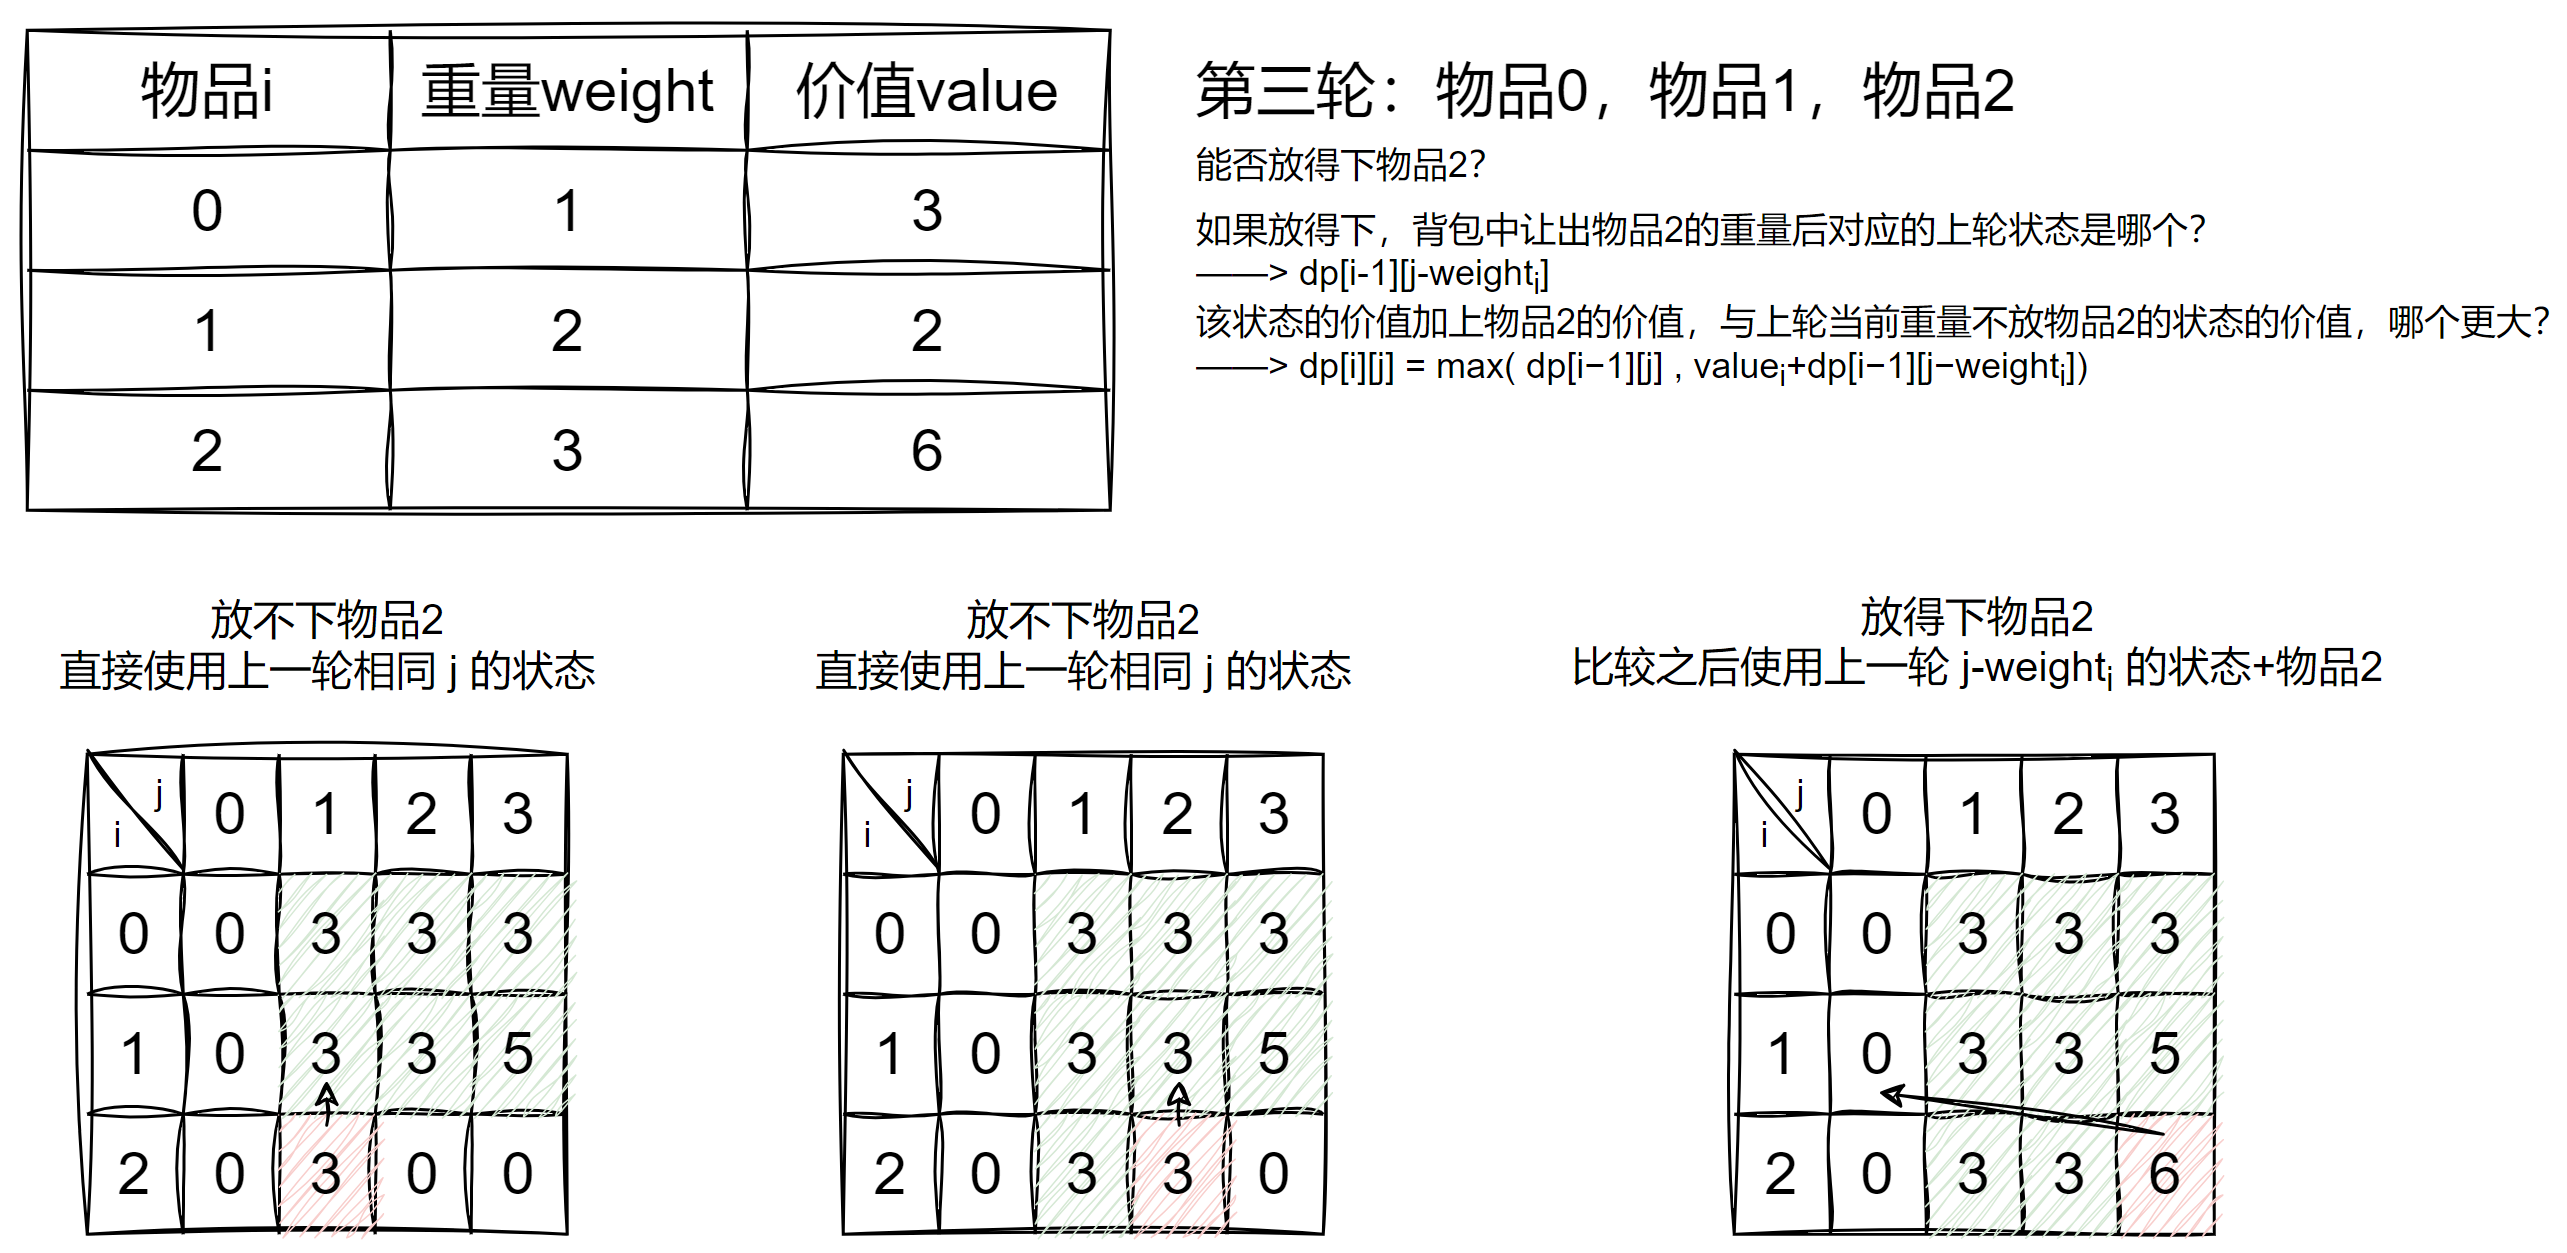 物品i 重量weight 价值value
0 1 3
1 2 2
2 3 6
第三轮：物品0，物品1，物品2
能否放得下物品2？
如果放得下，背包中让出物品2的重量后对应的上轮状态是哪个？
——> dp[i-1][j-weightᵢ]
该状态的价值加上物品2的价值，与上轮当前重量不放物品2的状态的价值，哪个更大？
——> dp[i][j] = max( dp[i−1][j] , valueᵢ+dp[i−1][j−weightᵢ])
放不下物品2
直接使用上一轮相同 j 的状态
j
i 0 1 2 3
0 0 3 3 3
1 0 3 3 5
2 0 3 0 0
放不下物品2
直接使用上一轮相同 j 的状态
j
i 0 1 2 3
0 0 3 3 3
1 0 3 3 5
2 0 3 3 0
放得下物品2
比较之后使用上一轮 j-weightᵢ 的状态+物品2
j
i 0 1 2 3
0 0 3 3 3
1 0 3 3 5
2 0 3 3 6